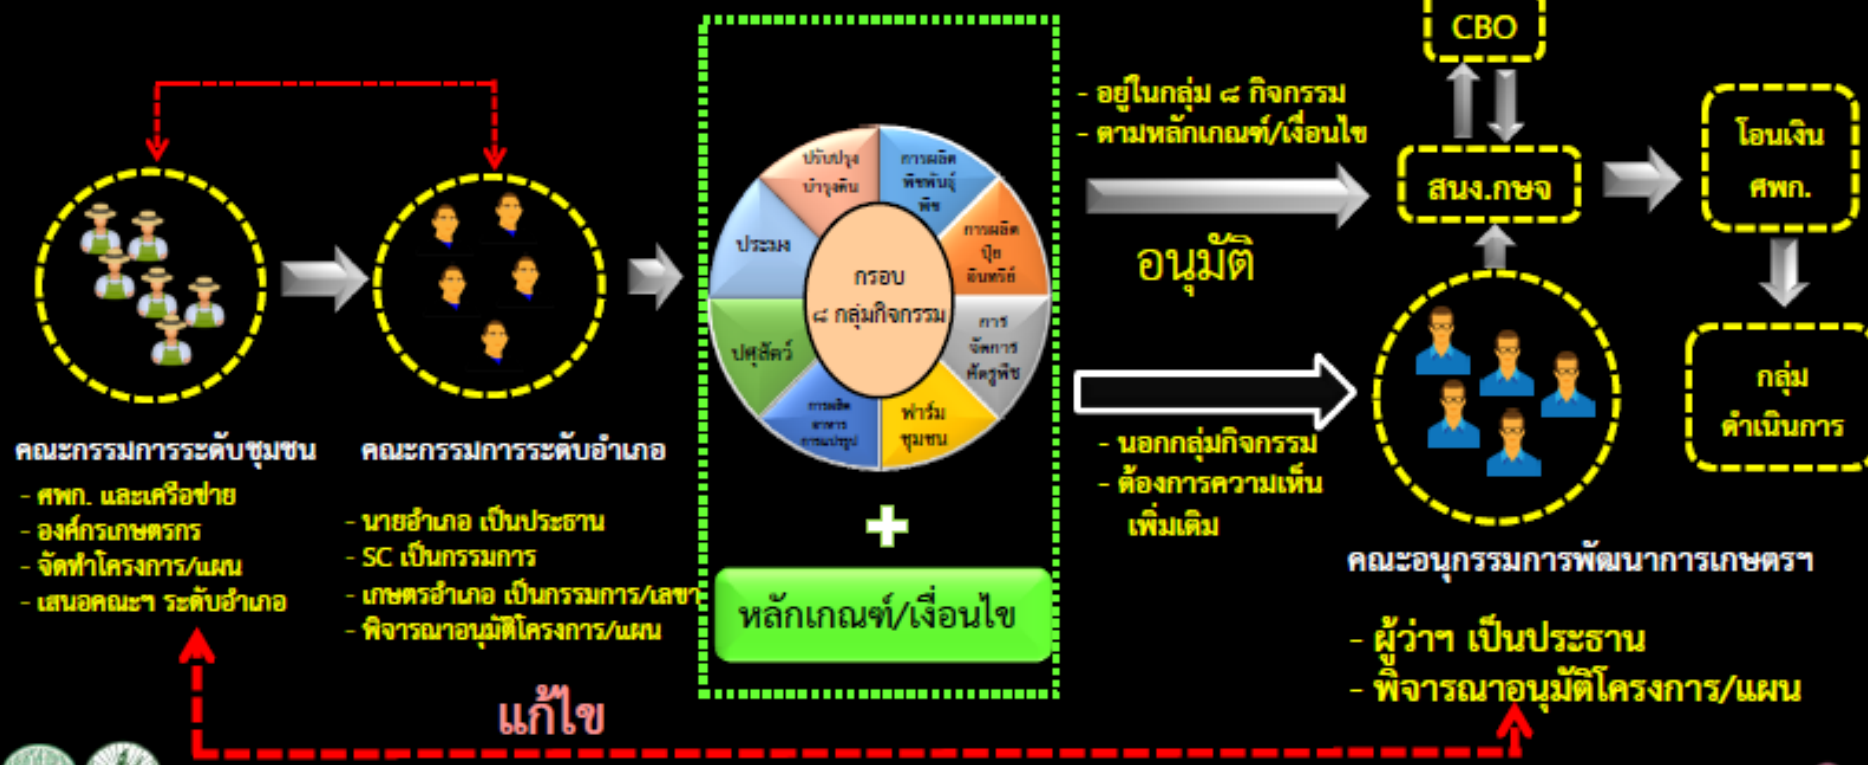 CBO
- อยู่ในกลุ่ม ๘ กิจกรรม
- ตามหลักเกณฑ์/เงื่อนไข
โอนเงิน
ศพก.
สนง.กษจ
อนุมัติ
ปรับปรุง
บำรุงดิน
การผลิต
พืชพันธุ์
พืช
ประมง
การผลิต
ปุ๋ย
อินทรีย์
กรอบ
๘ กลุ่มกิจกรรม
ปศุสัตว์
การ
จัดการ
ศัตรูพืช
การผลิต
อาหาร
การแปรรูป
ฟาร์ม
ชุมชน
กลุ่ม
ดำเนินการ
คณะกรรมการระดับชุมชน
- ศพก. และเครือข่าย
- องค์กรเกษตรกร
- จัดทำโครงการ/แผน
- เสนอคณะฯ ระดับอำเภอ
คณะกรรมการระดับอำเภอ
- นายอำเภอ เป็นประธาน
- SC เป็นกรรมการ
- เกษตรอำเภอ เป็นกรรมการ/เลขา
- พิจารณาอนุมัติโครงการ/แผน
หลักเกณฑ์/เงื่อนไข
- นอกกลุ่มกิจกรรม
- ต้องการความเห็น
เพิ่มเติม
คณะอนุกรรมการพัฒนาการเกษตรฯ
- ผู้ว่าฯ เป็นประธาน
- พิจารณาอนุมัติโครงการ/แผน
แก้ไข